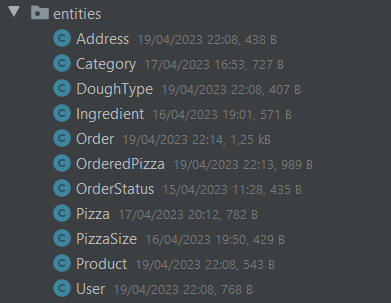 entities
Address 19/04/2023 22:08, 438 B
Category 17/04/2023 16:53, 727 B
DoughType 19/04/2023 22:08, 407 B
Ingredient 16/04/2023 19:01, 571 B
Order 19/04/2023 22:14, 1,25 kB
OrderedPizza 19/04/2023 22:13, 989 B
OrderStatus 15/04/2023 11:28, 435 B
Pizza 17/04/2023 20:12, 782 B
PizzaSize 16/04/2023 19:50, 429 B
Product 19/04/2023 22:08, 543 B
User 19/04/2023 22:08, 768 B